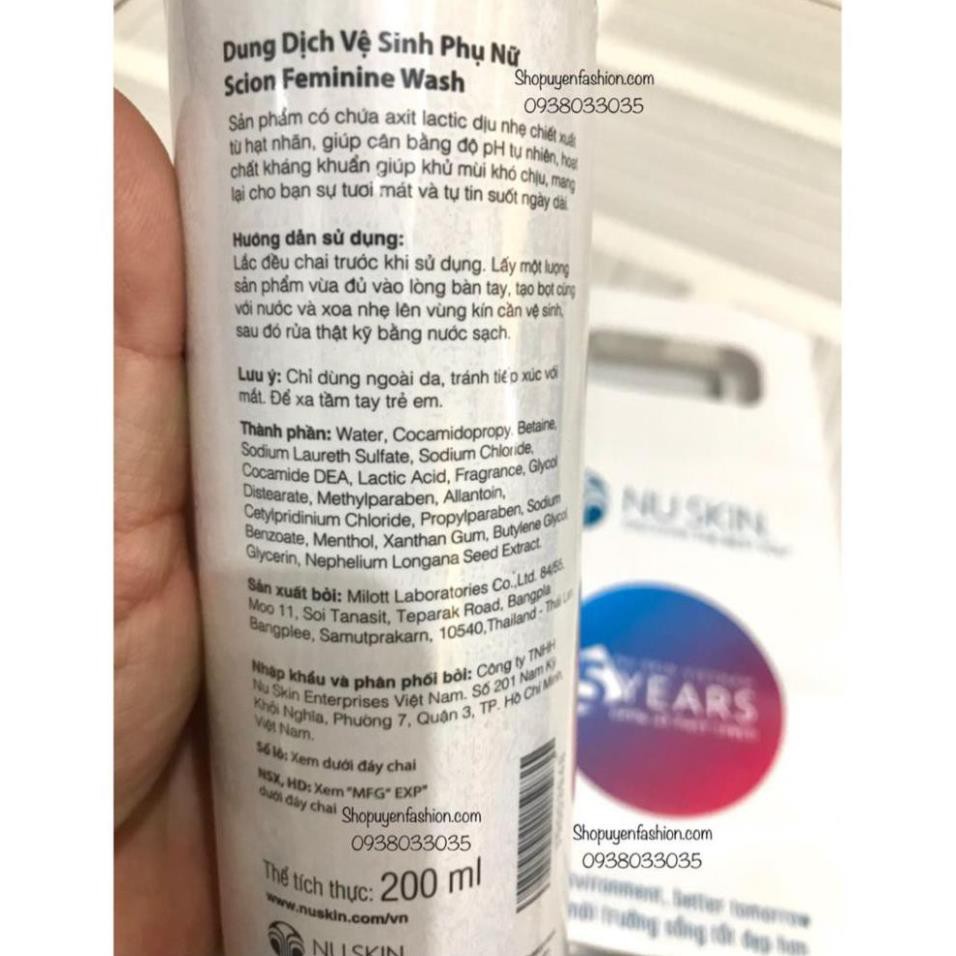 Dung Dịch Vệ Sinh Phụ Nữ
Scion Feminine Wash
Shopuyenfashion.com
0938033035
Sản phẩm có chứa axit lactic dịu nhẹ chiết xuất
từ hạt nhãn, giúp cân bằng độ pH tự nhiên, hoạt
chất kháng khuẩn giúp khử mùi khó chịu, mang
lại cho bạn sự tươi mát và tự tin suốt ngày dài.
Hướng dẫn sử dụng:
Lắc đều chai trước khi sử dụng. Lấy một lượng
sản phẩm vừa đủ vào lòng bàn tay, tạo bọt cùng
với nước và xoa nhẹ lên vùng kín cần vệ sinh,
sau đó rửa thật kỹ bằng nước sạch.
Lưu ý: Chỉ dùng ngoài da, tránh tiếp xúc với
mắt. Để xa tầm tay trẻ em.
Thành phần: Water, Cocamidopropy. Betaine,
Sodium Laureth Sulfate, Sodium Chloride,
Cocamide DEA, Lactic Acid, Fragrance, Glycol
Distearate, Methylparaben, Allantoin,
Cetylpridinium Chloride, Propylparaben, Sodium
Benzoate, Menthol, Xanthan Gum, Butylene Glycol,
Glycerin, Nephelium Longana Seed Extract.
Sản xuất bởi: Milott Laboratories Co.,Ltd. 84/55,
Moo 11, Soi Tanasit, Teparak Road, Bangpla
Bangplee, Samutprakarn, 10540,Thailand - Thái Lan
Nhập khẩu và phân phối bởi: Công ty TNHH
Nu Skin Enterprises Việt Nam. Số 201 Nam Kỳ
Khởi Nghĩa, Phường 7, Quận 3, TP. Hồ Chí Minh,
Việt Nam.
Số lô: Xem dưới đáy chai
NSX, HD: Xem "MFG" EXP"
dưới đáy chai
Shopuyenfashion.com
0938033035
Thể tích thực: 200 ml
www.nuskin.com/vn
NU SKIN
NU SKIN
5 YEARS
Shopuyenfashion.com
0938033035
environment, better tomorrow
môi trường sống tốt đẹp hơn